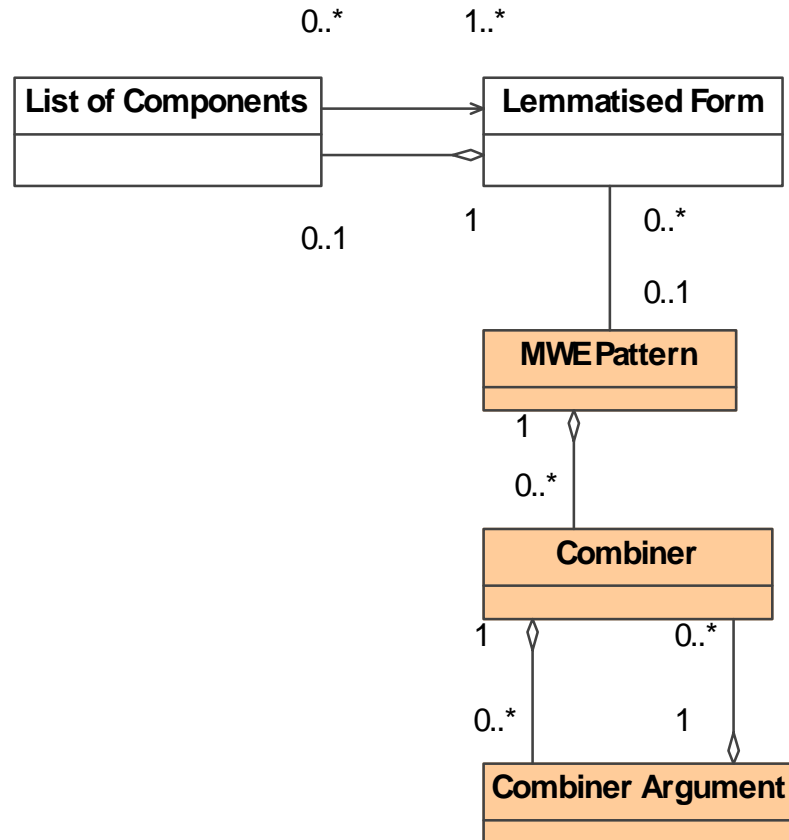 0..* 1..*
List of Components Lemmatised Form
1 0..*
0..1
0..1
MWE Pattern
1
0..*
Combiner
1 0..*
0..* 1
Combiner Argument